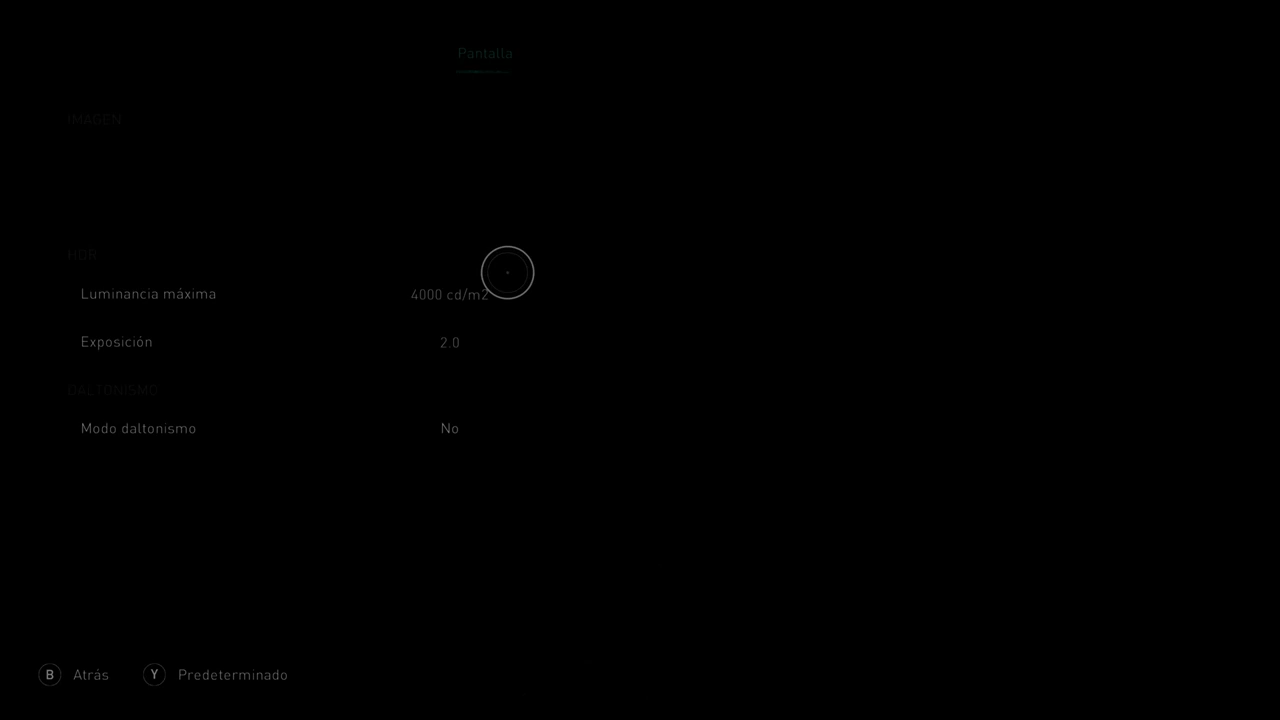 Pantalla
IMAGEN
HDR
Luminancia máxima 4000 cd/m2
Exposición 2.0
DALTONISMO
Modo daltonismo No
B Atrás Y Predeterminado